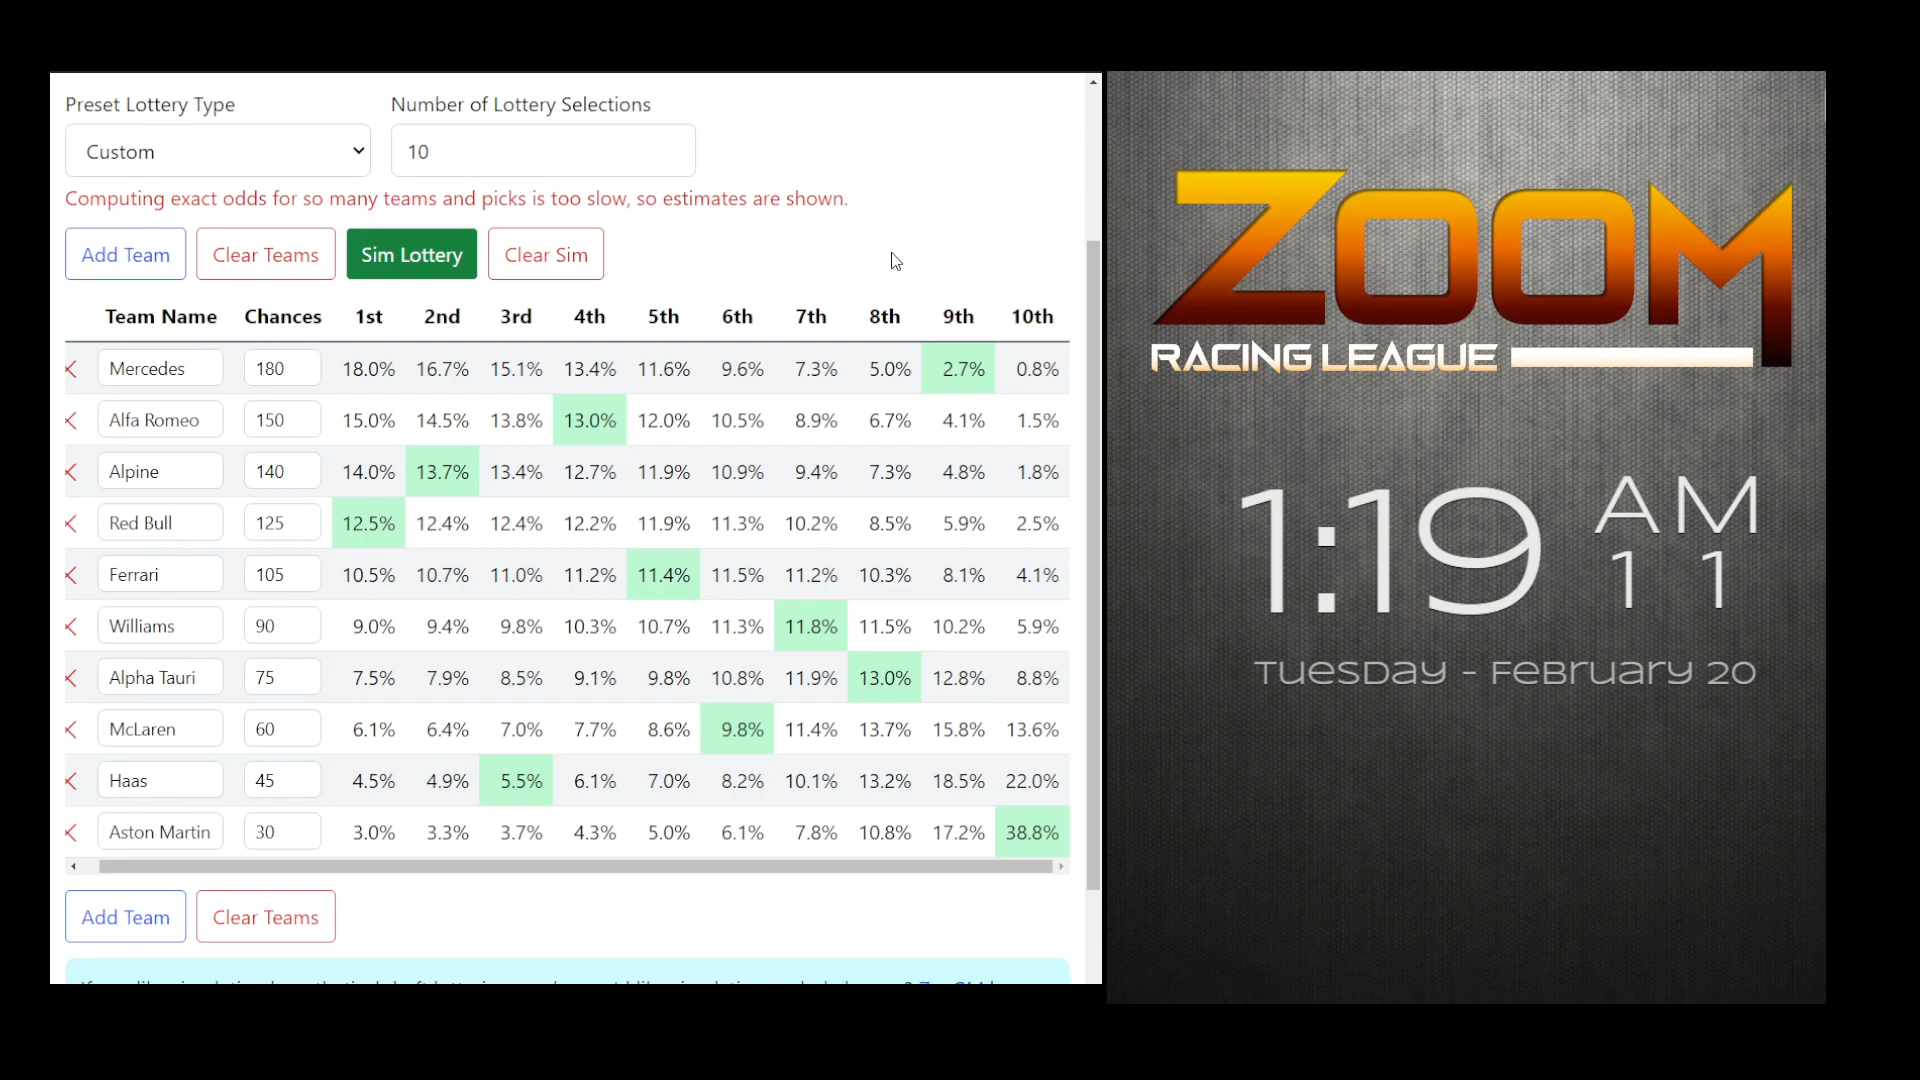 Preset Lottery Type Number of Lottery Selections
Custom 10
Computing exact odds for so many teams and picks is too slow, so estimates are shown.
Add Team Clear Teams Sim Lottery Clear Sim
Team Name Chances 1st 2nd 3rd 4th 5th 6th 7th 8th 9th 10th
Mercedes 180 18.0% 16.7% 15.1% 13.4% 11.6% 9.6% 7.3% 5.0% 2.7% 0.8%
Alfa Romeo 150 15.0% 14.5% 13.8% 13.0% 12.0% 10.5% 8.9% 6.7% 4.1% 1.5%
Alpine 140 14.0% 13.7% 13.4% 12.7% 11.9% 10.9% 9.4% 7.3% 4.8% 1.8%
Red Bull 125 12.5% 12.4% 12.4% 12.2% 11.9% 11.3% 10.2% 8.5% 5.9% 2.5%
Ferrari 105 10.5% 10.7% 11.0% 11.2% 11.4% 11.5% 11.2% 10.3% 8.1% 4.1%
Williams 90 9.0% 9.4% 9.8% 10.3% 10.7% 11.3% 11.8% 11.5% 10.2% 5.9%
Alpha Tauri 75 7.5% 7.9% 8.5% 9.1% 9.8% 10.8% 11.9% 13.0% 12.8% 8.8%
McLaren 60 6.1% 6.4% 7.0% 7.7% 8.6% 9.8% 11.4% 13.7% 15.8% 13.6%
Haas 45 4.5% 4.9% 5.5% 6.1% 7.0% 8.2% 10.1% 13.2% 18.5% 22.0%
Aston Martin 30 3.0% 3.3% 3.7% 4.3% 5.0% 6.1% 7.8% 10.8% 17.2% 38.8%
Add Team Clear Teams
ZOOM
RACING LEAGUE
1:19 AM
11
Tuesday - February 20